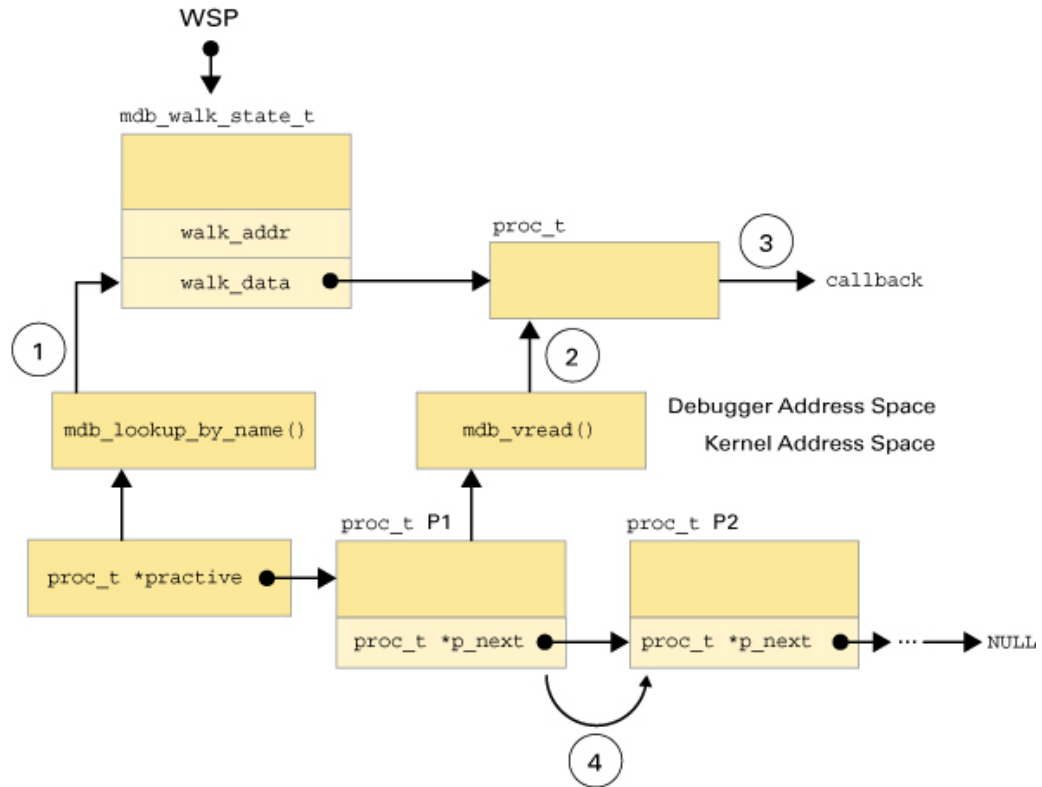 WSP
mdb_walk_state_t
walk_addr
walk_data
proc_t
3
callback
1
2
mdb_lookup_by_name()
mdb_vread()
Debugger Address Space
Kernel Address Space
proc_t P1
proc_t P2
proc_t *practive
proc_t *p_next
proc_t *p_next
...
NULL
4